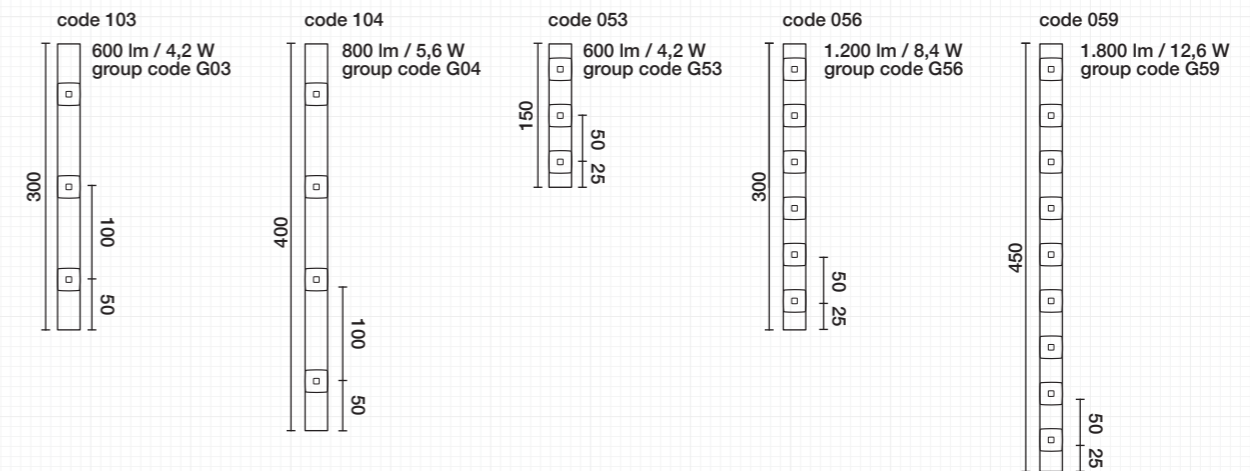 code 103
600 lm / 4,2 W
group code G03
300
100
50
code 104
800 lm / 5,6 W
group code G04
400
100
50
code 053
600 lm / 4,2 W
group code G53
150
50
25
code 056
1.200 lm / 8,4 W
group code G56
300
50
25
code 059
1.800 lm / 12,6 W
group code G59
450
50
25